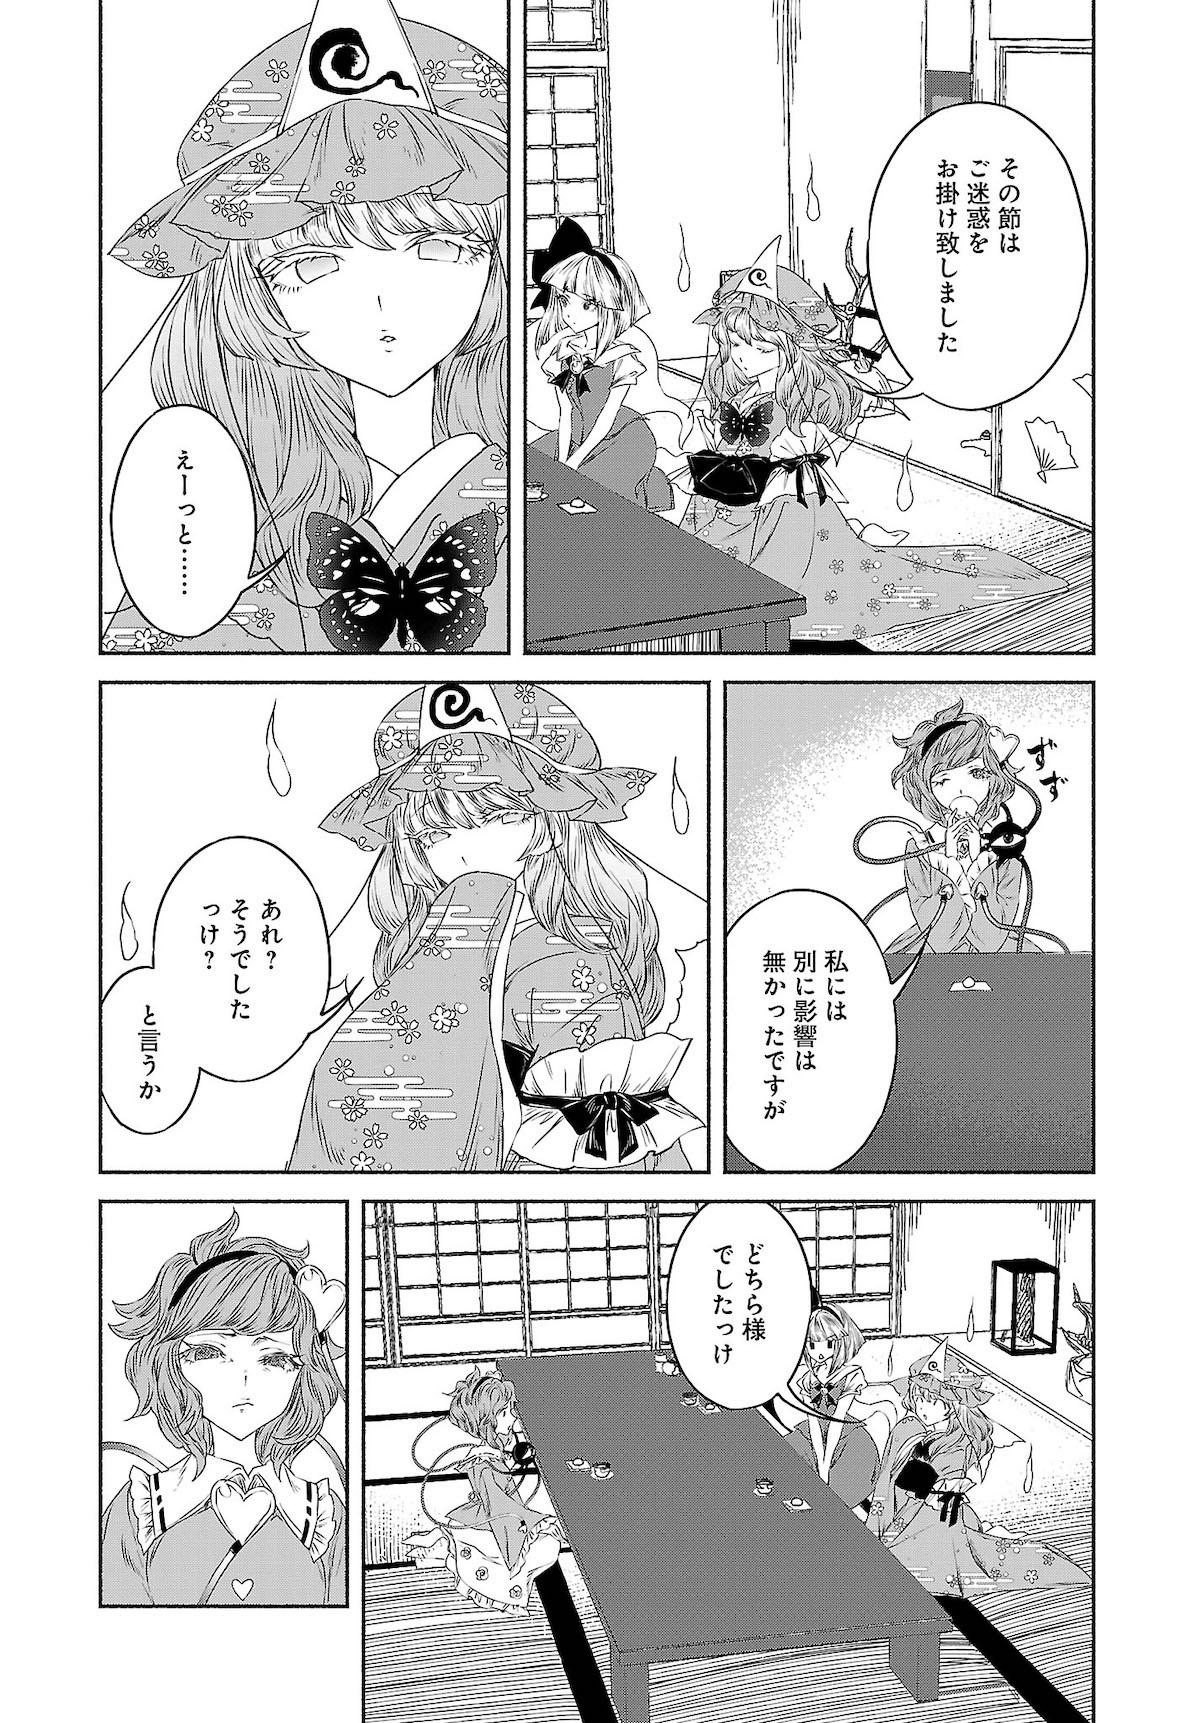 その節は
ご迷惑を
お掛け致しました
えーっと……
ずず
私には
別に影響は
無かったですが
あれ？
そうでした
っけ？
と言うか
どちら様
でしたっけ